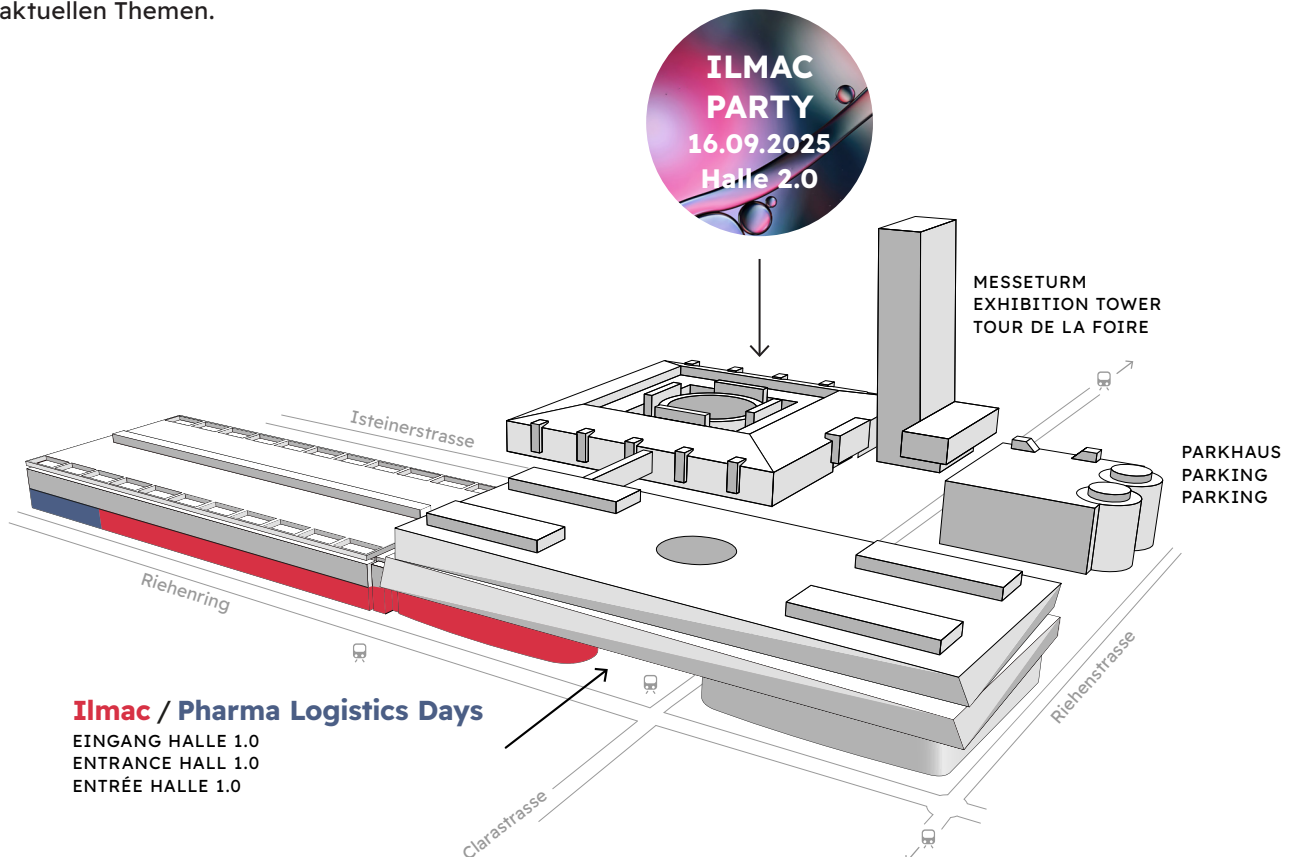 aktuellen Themen.
ILMAC
PARTY
16.09.2025
Halle 2.0
MESSETURM
EXHIBITION TOWER
TOUR DE LA FOIRE
Isteinerstrasse
PARKHAUS
PARKING
PARKING
Riehenring
Riehenstrasse
Ilmac / Pharma Logistics Days
EINGANG HALLE 1.0
ENTRANCE HALL 1.0
ENTRÉE HALLE 1.0
Clarastrasse